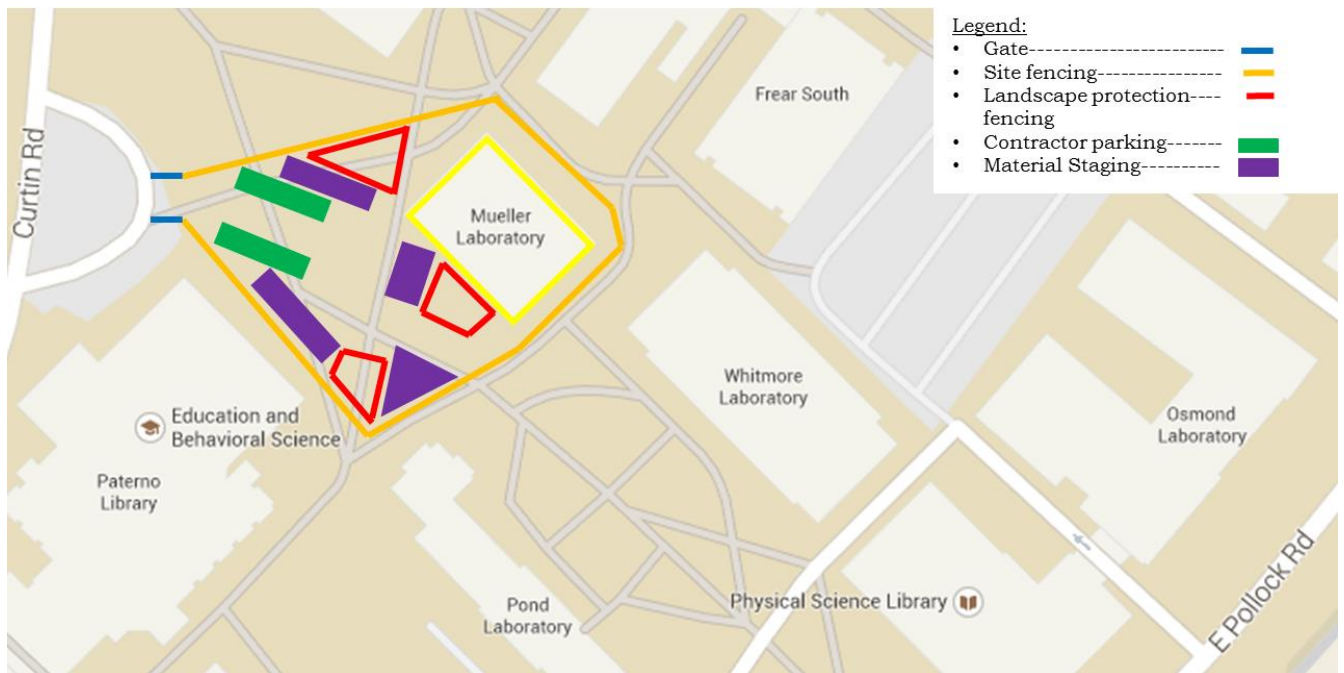 Legend:
• Gate------------------------
• Site fencing----------------
• Landscape protection----
fencing
• Contractor parking-------
• Material Staging----------
Frear South
Curtin Rd
Mueller
Laboratory
Whitmore
Laboratory
Osmond
Laboratory
Education and
Behavioral Science
Paterno
Library
Pond
Laboratory
Physical Science Library
E Pollock Rd